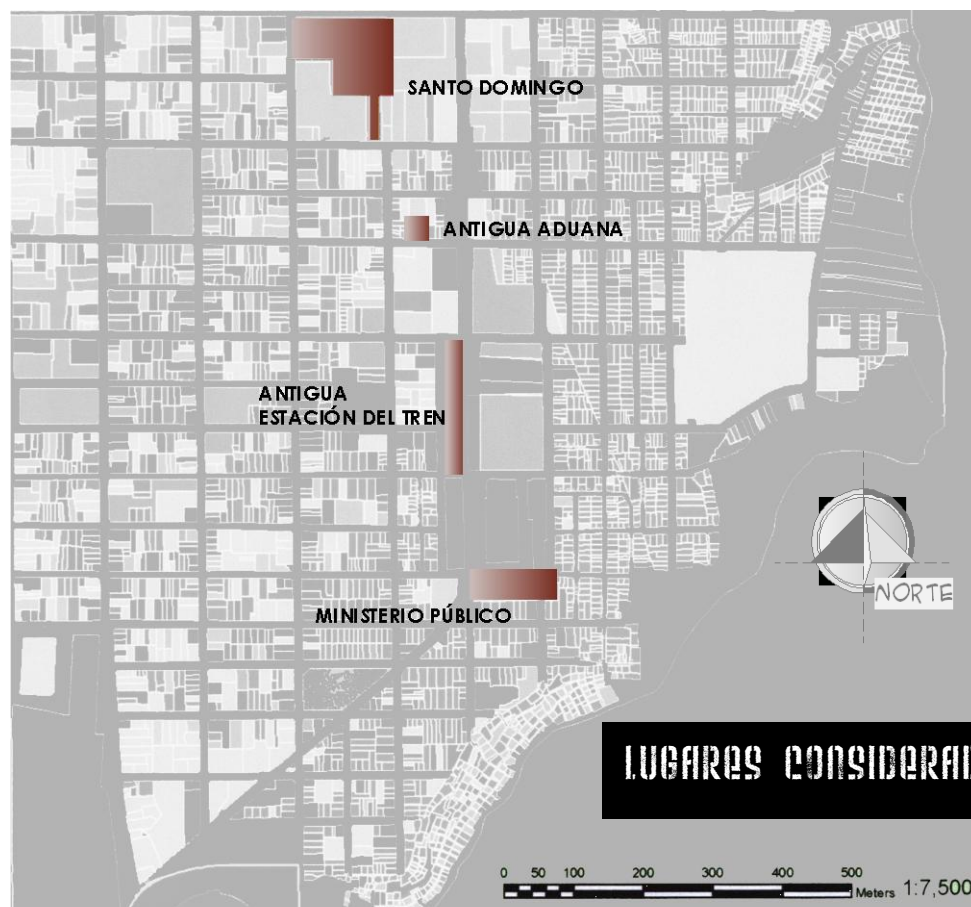 SANTO DOMINGO
ANTIGUA ADUANA
ANTIGUA
ESTACIÓN DEL TREN
NORTE
MINISTERIO PÚBLICO
LUGARES CONSIDERA
0 50 100 200 300 400 500
Meters 1:7,500